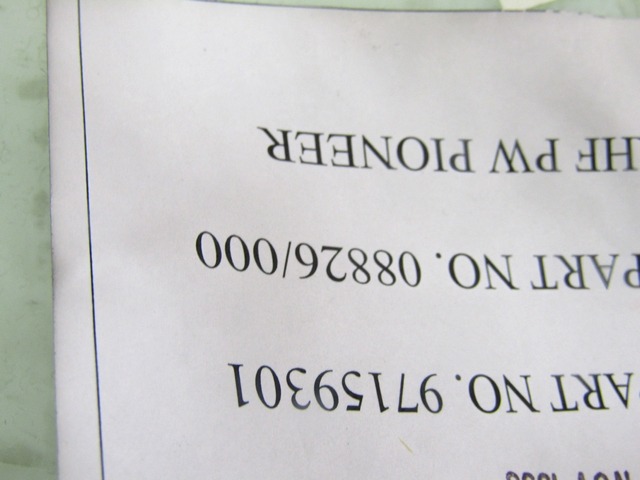 PART NO. 97159301
PART NO. 08826/000
HF PW PIONEER